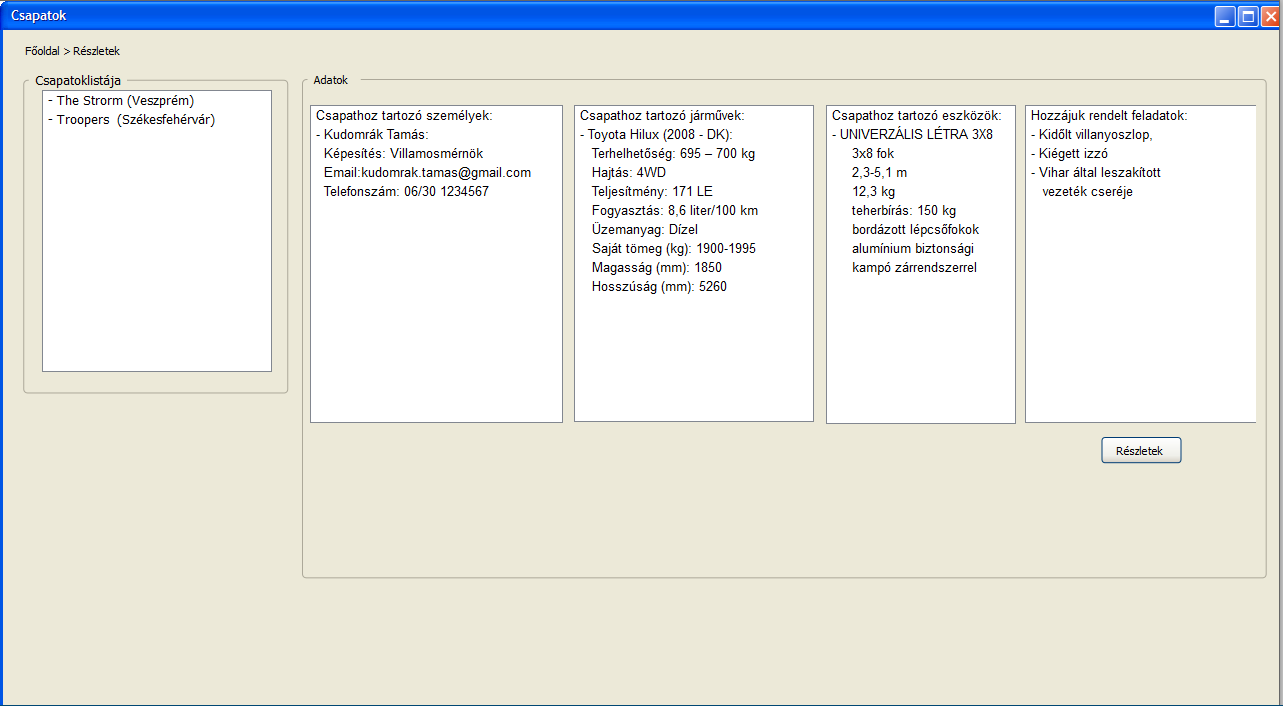 Csapatok
Főoldal > Részletek
Csapatoklistája
- The Strorm (Veszprém)
- Troopers  (Székesfehérvár)
Adatok
Csapathoz tartozó személyek:
- Kudomrák Tamás:
Képesítés: Villamosmérnök
Email:kudomrak.tamas@gmail.com
Telefonszám: 06/30 1234567
Csapathoz tartozó járművek:
- Toyota Hilux (2008 - DK):
Terhelhetőség: 695 – 700 kg
Hajtás: 4WD
Teljesítmény: 171 LE
Fogyasztás: 8,6 liter/100 km
Üzemanyag: Dízel
Saját tömeg (kg): 1900-1995
Magasság (mm): 1850
Hosszúság (mm): 5260
Csapathoz tartozó eszközök:
- UNIVERZÁLIS LÉTRA 3X8
3x8 fok
2,3-5,1 m
12,3 kg
teherbírás: 150 kg
bordázott lépcsőfokok
alumínium biztonsági
kampó zárrendszerrel
Hozzájuk rendelt feladatok:
- Kidőlt villanyoszlop,
- Kiégett izzó
- Vihar által leszakított
vezeték cseréje
Részletek